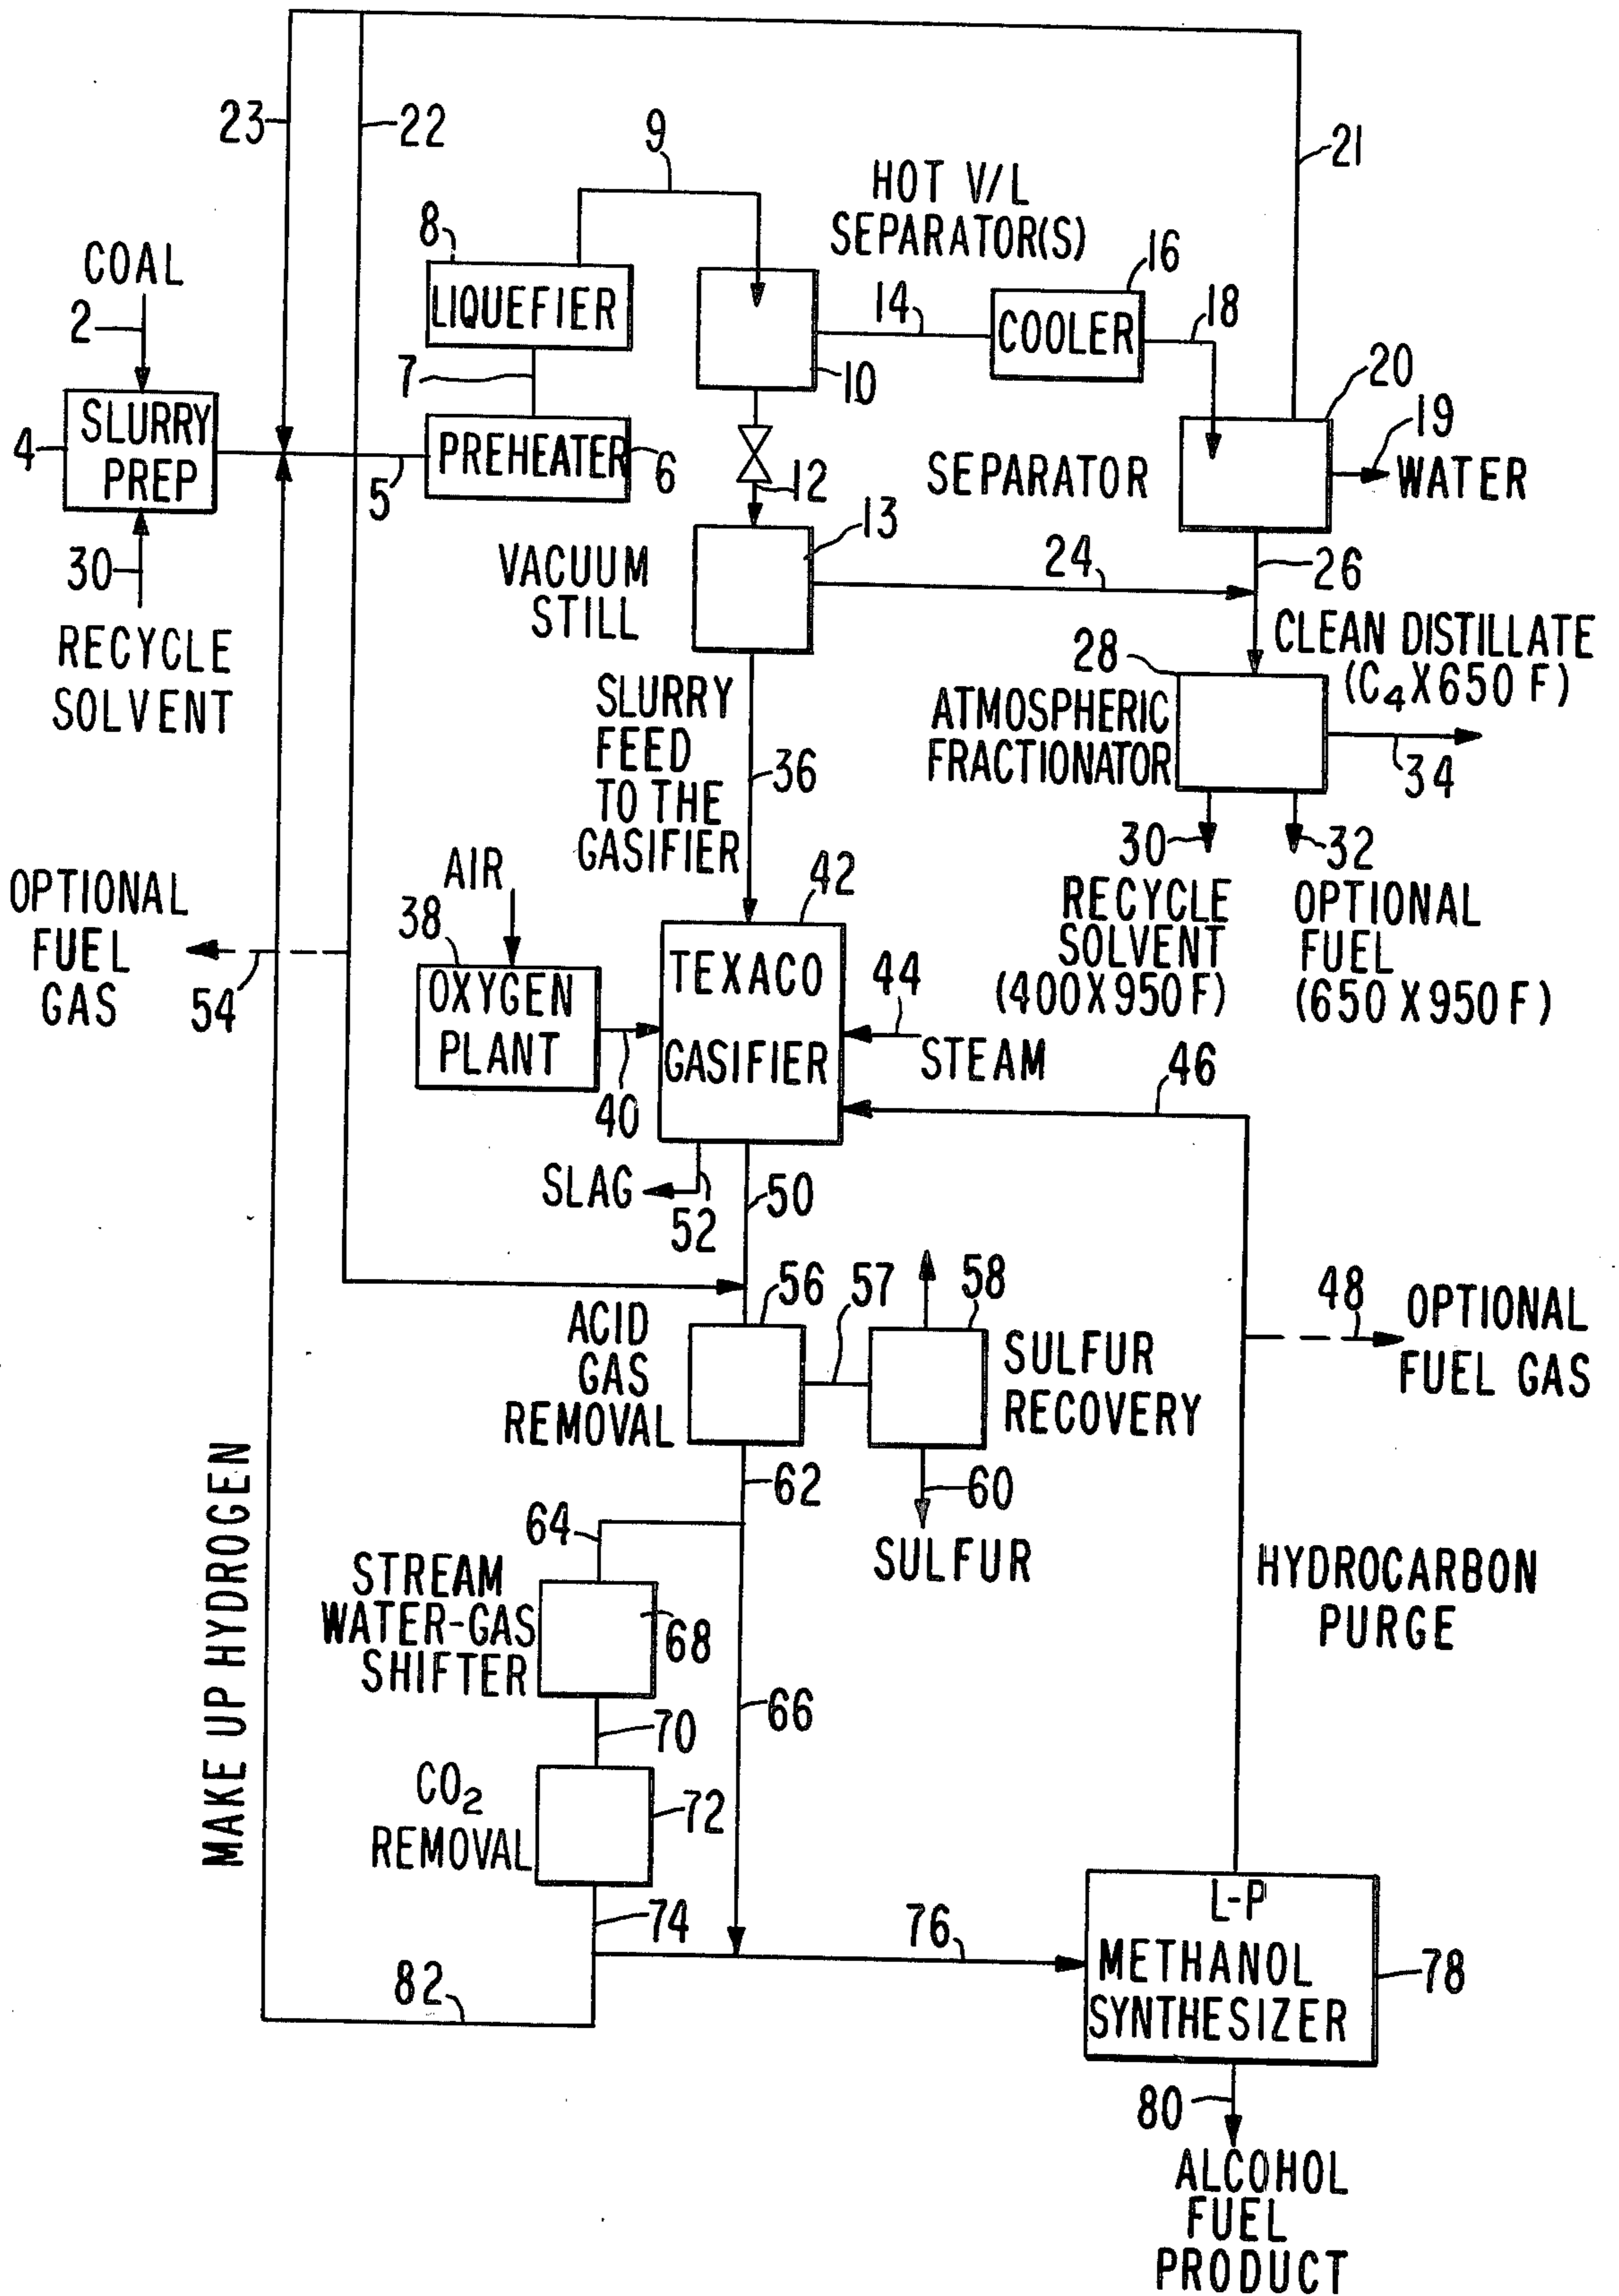 23
22
9
21
HOT V/L
SEPARATOR(S)
8
16
COAL
2
LIQUEFIER
14
COOLER
18
7
10
20
19
4
SLURRY
PREP
5
PREHEATER
6
12
SEPARATOR
WATER
30
13
VACUUM
STILL
24
26
RECYCLE
SOLVENT
CLEAN DISTILLATE
(C₄X650F)
28
SLURRY
FEED
TO THE
GASIFIER
36
ATMOSPHERIC
FRACTIONATOR
34
30
32
RECYCLE
SOLVENT
(400X950F)
OPTIONAL
FUEL
(650X950F)
OPTIONAL
FUEL
GAS
54
AIR
38
OXYGEN
PLANT
40
42
TEXACO
GASIFIER
44
STEAM
46
SLAG
52
50
56
57
58
ACID
GAS
REMOVAL
SULFUR
RECOVERY
48
OPTIONAL
FUEL GAS
62
60
SULFUR
64
STREAM
WATER-GAS
SHIFTER
68
HYDROCARBON
PURGE
MAKE UP HYDROGEN
66
70
CO₂
REMOVAL
72
74
76
82
L-P
METHANOL
SYNTHESIZER
78
80
ALCOHOL
FUEL
PRODUCT